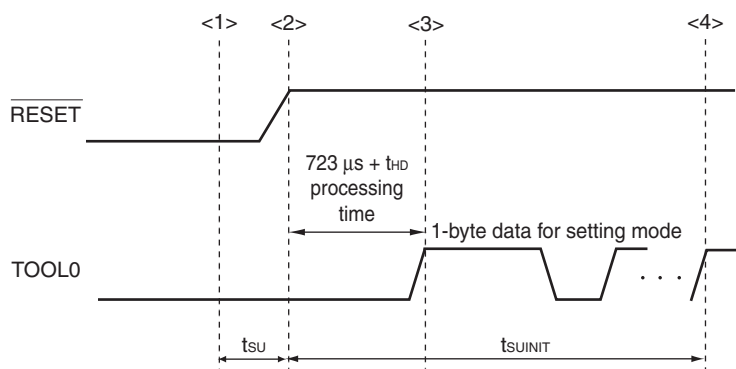 <1> <2> <3> <4>
RESET
723 µs + tHD
processing
time
1-byte data for setting mode
TOOL0
. . .
tSU tSUINIT